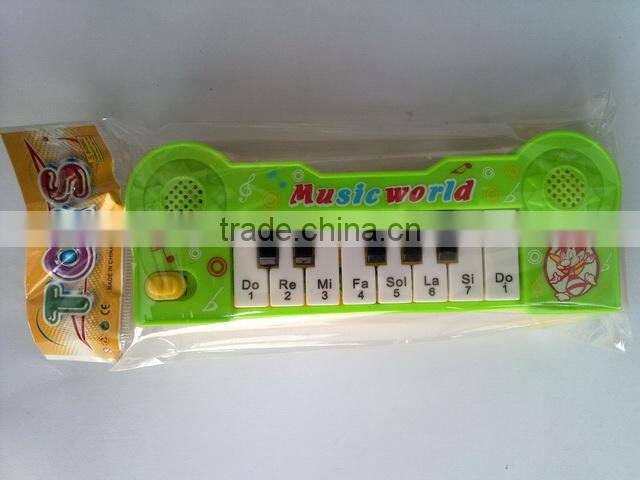 TOYS
MADE IN CHINA
CE
Music world
trade.china.cn
Do Re Mi Fa Sol La Si Do
1 2 3 4 5 6 7 1